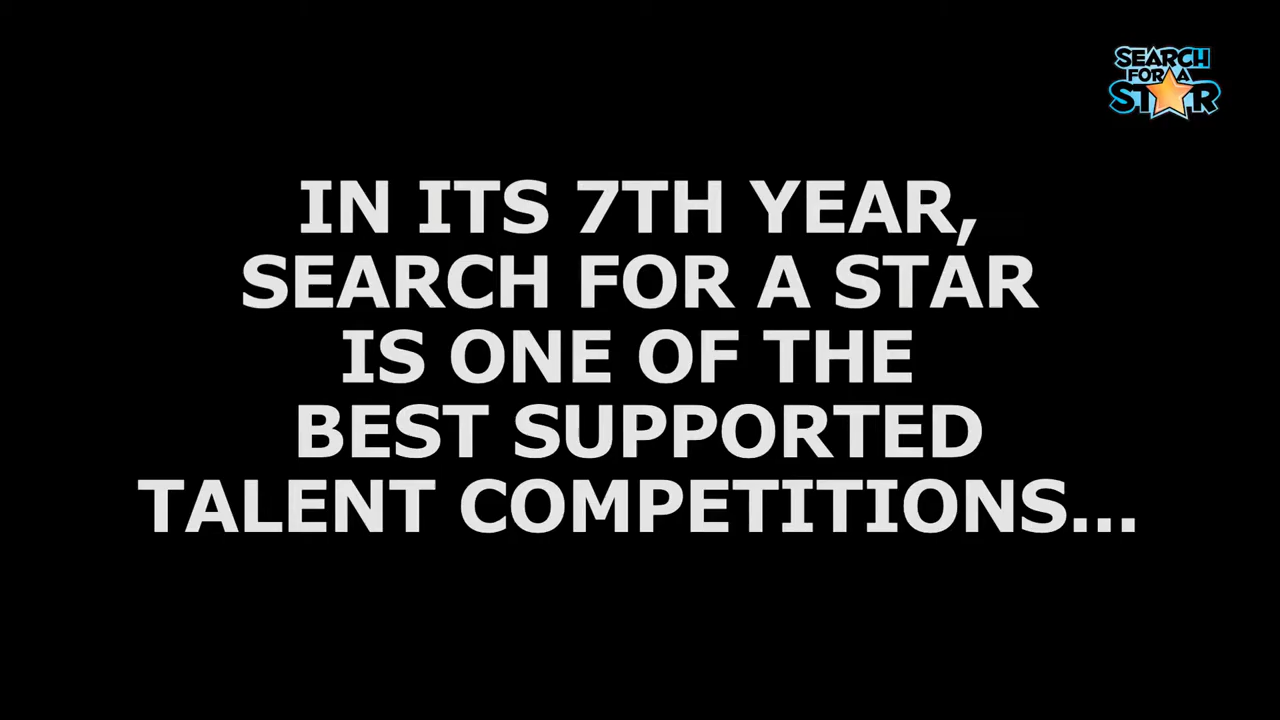 SEARCH
FOR A
STAR
IN ITS 7TH YEAR,
SEARCH FOR A STAR
IS ONE OF THE
BEST SUPPORTED
TALENT COMPETITIONS...